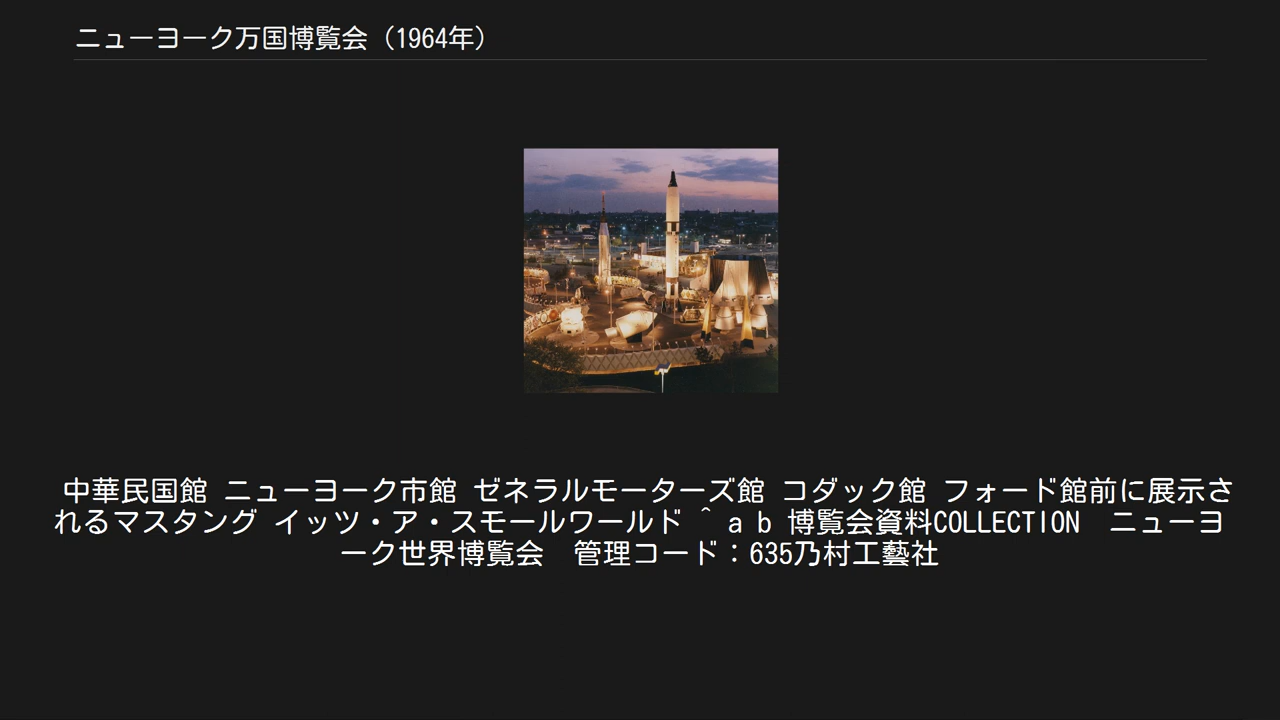 ニューヨーク万国博覧会（1964年）
中華民国館 ニューヨーク市館 ゼネラルモーターズ館 コダック館 フォード館前に展示さ
れるマスタング イッツ・ア・スモールワールド ^ a b 博覧会資料COLLECTION　ニューヨ
ーク世界博覧会　管理コード：635乃村工藝社